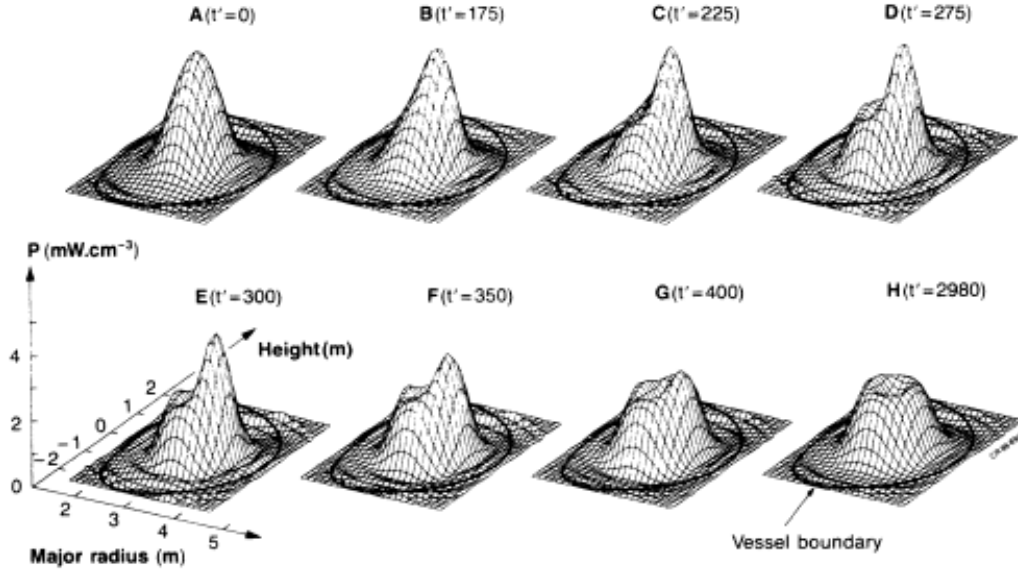 A(t'=0) B(t'=175) C(t'=225) D(t'=275)
P (mW.cm⁻³)
E(t'=300) F(t'=350) G(t'=400) H(t'=2980)
Height(m)
4
2
0
-2
-1
0
1
2
2
3
4
5
Major radius (m)
Vessel boundary